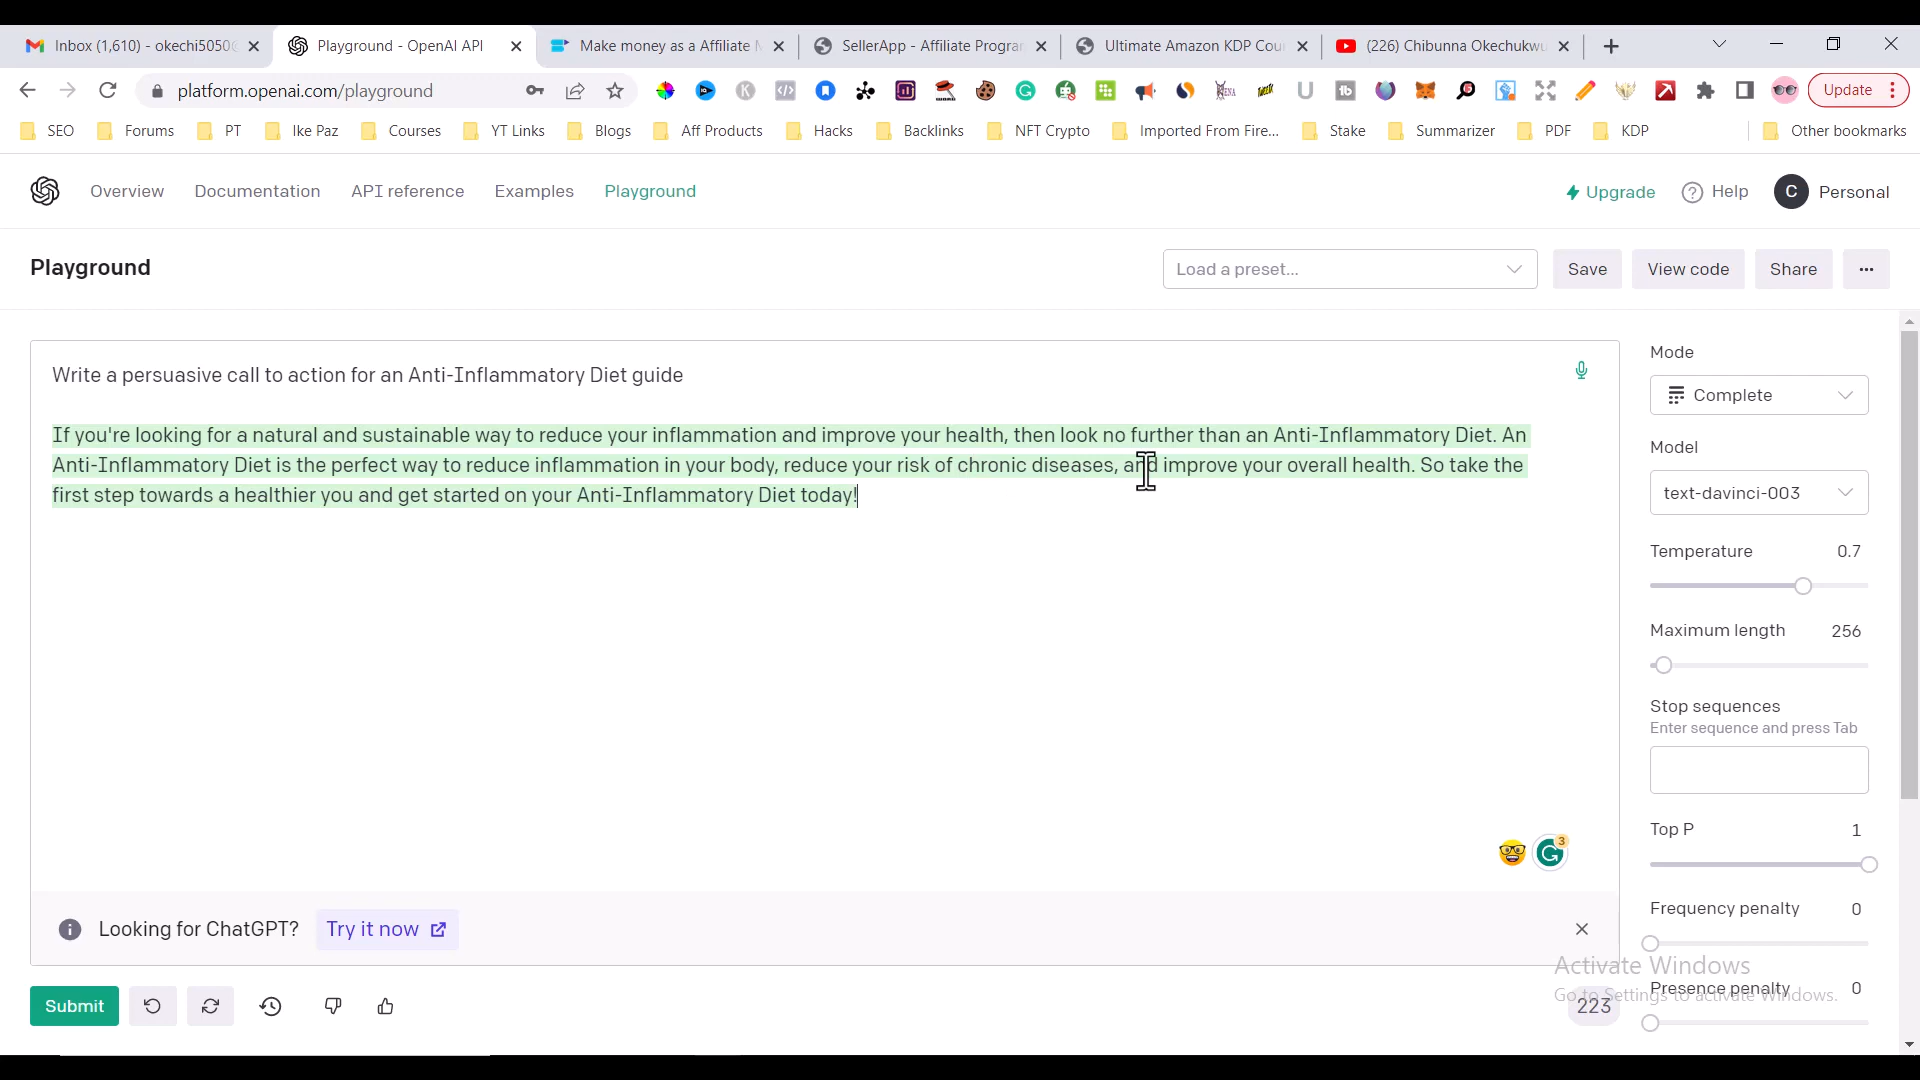 Inbox (1,610) - okechi5050
Playground - OpenAI API
Make money as a Affiliate
SellerApp - Affiliate Program
Ultimate Amazon KDP Cou
(226) Chibunna Okechukwu
platform.openai.com/playground
Update
SEO
Forums
PT
Ike Paz
Courses
YT Links
Blogs
Aff Products
Hacks
Backlinks
NFT Crypto
Imported From Fire...
Stake
Summarizer
PDF
KDP
Other bookmarks
Overview
Documentation
API reference
Examples
Playground
Upgrade
Help
C
Personal
Playground
Load a preset...
Save
View code
Share
Write a persuasive call to action for an Anti-Inflammatory Diet guide
If you're looking for a natural and sustainable way to reduce your inflammation and improve your health, then look no further than an Anti-Inflammatory Diet. An
Anti-Inflammatory Diet is the perfect way to reduce inflammation in your body, reduce your risk of chronic diseases, and improve your overall health. So take the
first step towards a healthier you and get started on your Anti-Inflammatory Diet today!
3
Looking for ChatGPT? Try it now
Submit
223
Mode
Complete
Model
text-davinci-003
Temperature 0.7
Maximum length 256
Stop sequences
Enter sequence and press Tab
Top P 1
Frequency penalty 0
Activate Windows
Presence penalty 0
Go to Settings to activate Windows.